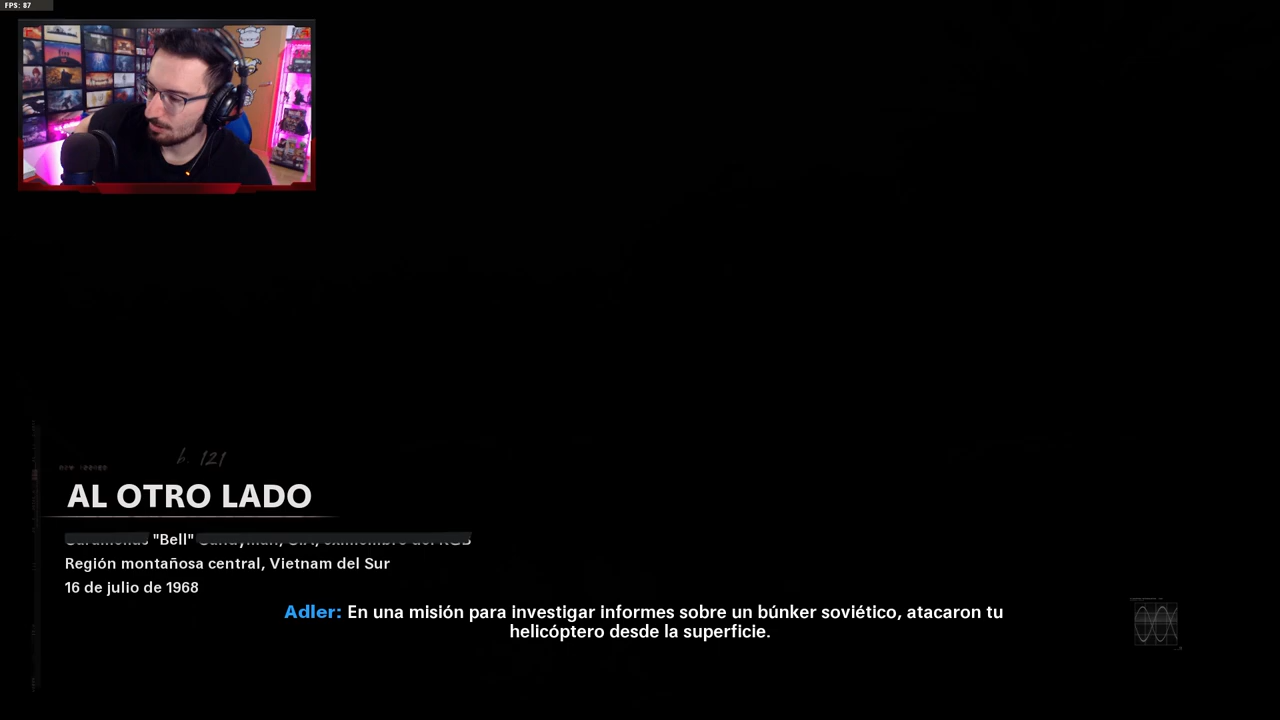 FPS: 87
b. 121
AL OTRO LADO
"Bell"
Región montañosa central, Vietnam del Sur
16 de julio de 1968
Adler: En una misión para investigar informes sobre un búnker soviético, atacaron tu
helicóptero desde la superficie.